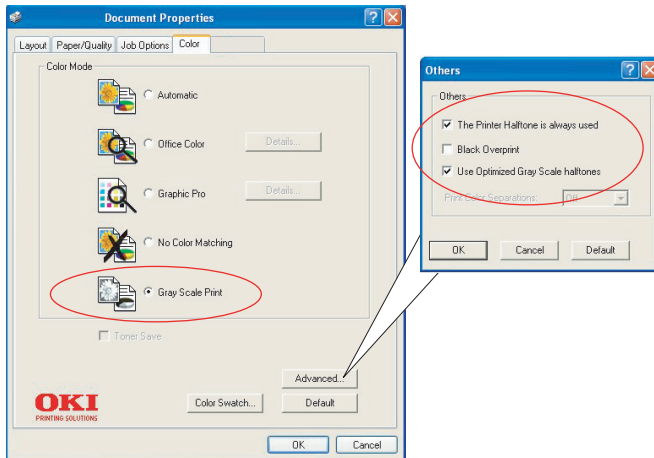 Document Properties
Layout Paper/Quality Job Options Color
Color Mode
Automatic
Office Color Details...
Graphic Pro Details...
No Color Matching
Gray Scale Print
Toner Save
Advanced...
Color Swatch... Default
OKI
PRINTING SOLUTIONS
OK Cancel
Others
Others
The Printer Halftone is always used
Black Overprint
Use Optimized Gray Scale halftones
Print Color Separations: Off
OK Cancel Default